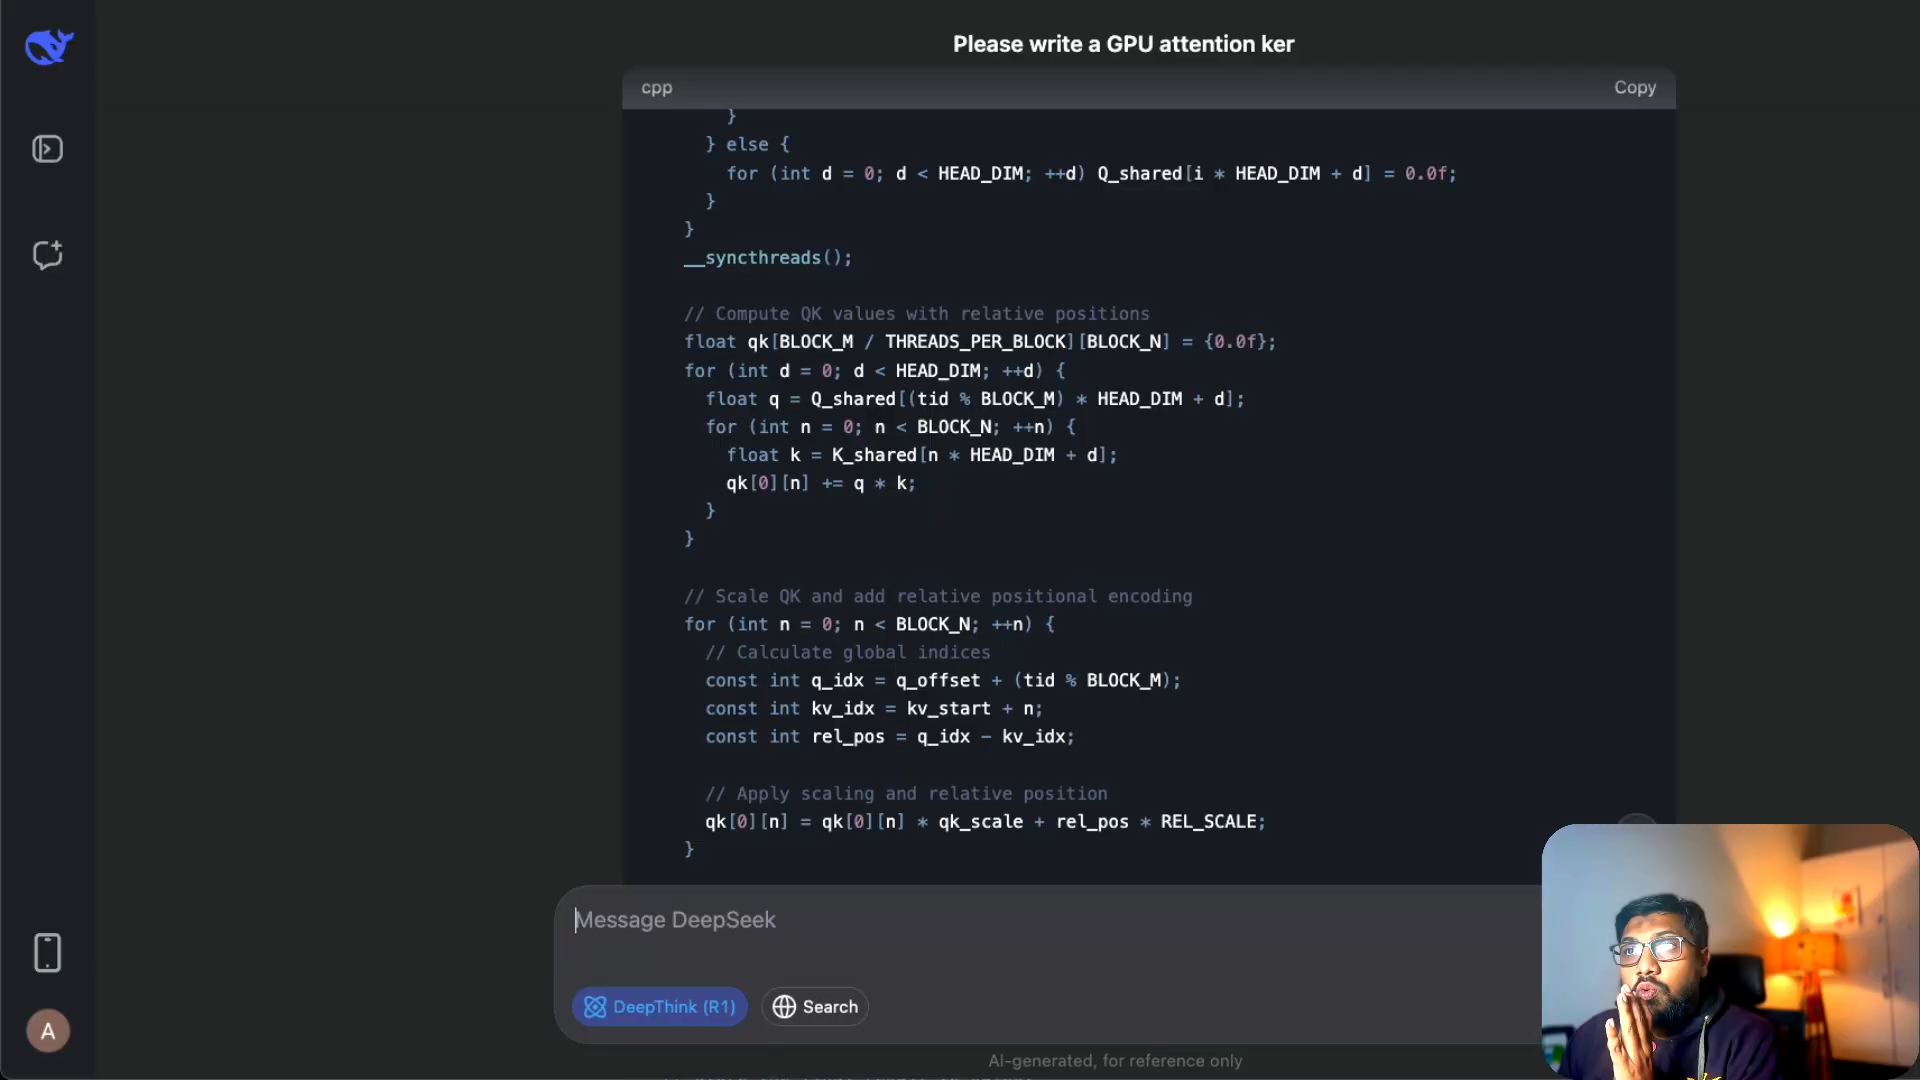 Please write a GPU attention ker
cpp
Copy
}
} else {
for (int d = 0; d < HEAD_DIM; ++d) Q_shared[i * HEAD_DIM + d] = 0.0f;
}
}
__syncthreads();
// Compute QK values with relative positions
float qk[BLOCK_M / THREADS_PER_BLOCK][BLOCK_N] = {0.0f};
for (int d = 0; d < HEAD_DIM; ++d) {
float q = Q_shared[(tid % BLOCK_M) * HEAD_DIM + d];
for (int n = 0; n < BLOCK_N; ++n) {
float k = K_shared[n * HEAD_DIM + d];
qk[0][n] += q * k;
}
}
// Scale QK and add relative positional encoding
for (int n = 0; n < BLOCK_N; ++n) {
// Calculate global indices
const int q_idx = q_offset + (tid % BLOCK_M);
const int kv_idx = kv_start + n;
const int rel_pos = q_idx - kv_idx;
// Apply scaling and relative position
qk[0][n] = qk[0][n] * qk_scale + rel_pos * REL_SCALE;
}
Message DeepSeek
DeepThink (R1)
Search
A
AI-generated, for reference only